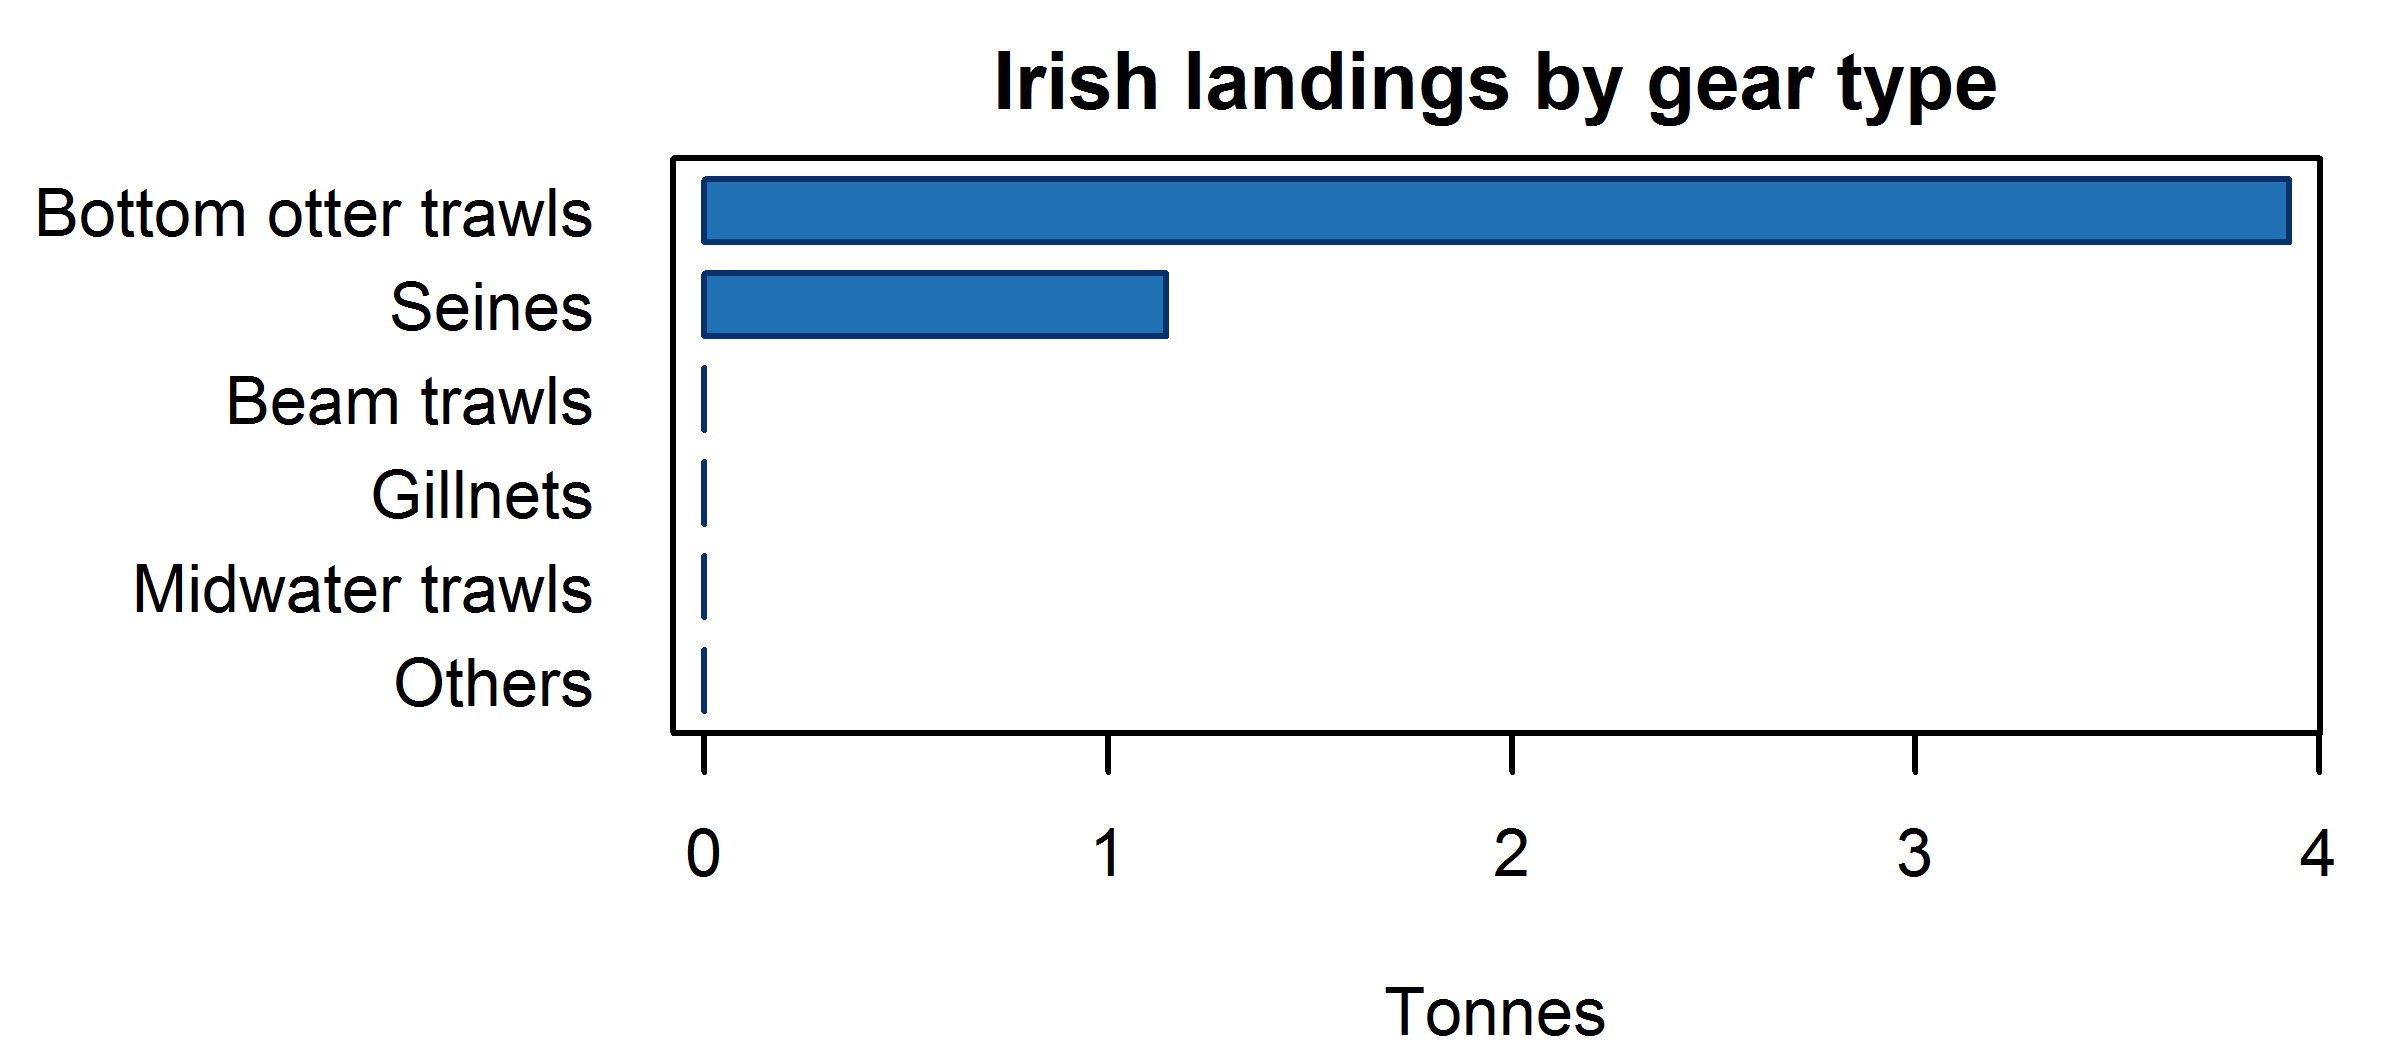 Irish landings by gear type
Bottom otter trawls
Seines
Beam trawls
Gillnets
Midwater trawls
Others
0 1 2 3 4
Tonnes